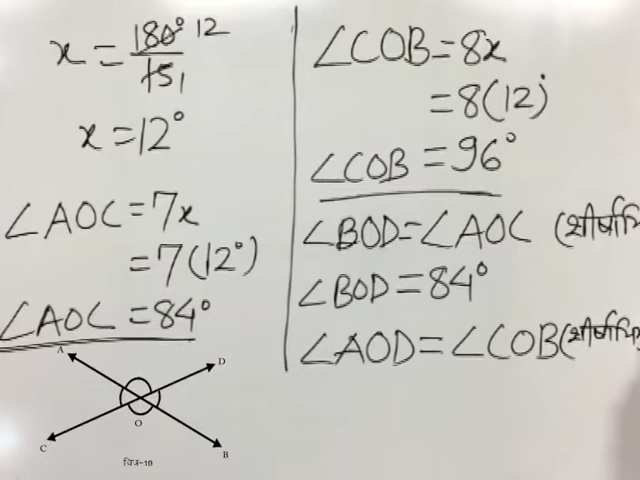 x = 180° 12
15 1
x = 12°
∠AOC = 7x
= 7(12°)
∠AOC = 84°
∠COB = 8x
= 8(12)
∠COB = 96°
∠BOD = ∠AOC
∠BOD = 84°
∠AOD = ∠COB
A
D
O
C
B
चित्र-10